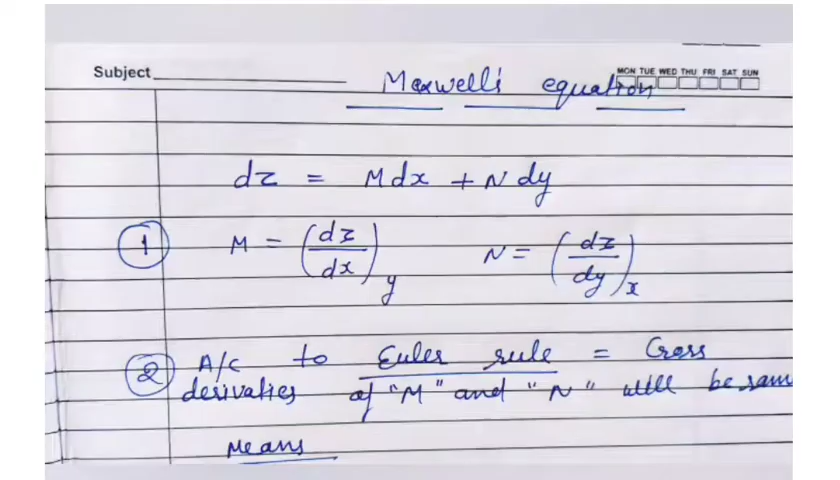 Subject
MON TUE WED THU FRI SAT SUN
Maxwell's equation
dz = Mdx + Ndy
1 M = (dz/dx)y N = (dz/dy)x
2 A/c to Euler rule = Cross
derivaties of "M" and "N" will be same
Means